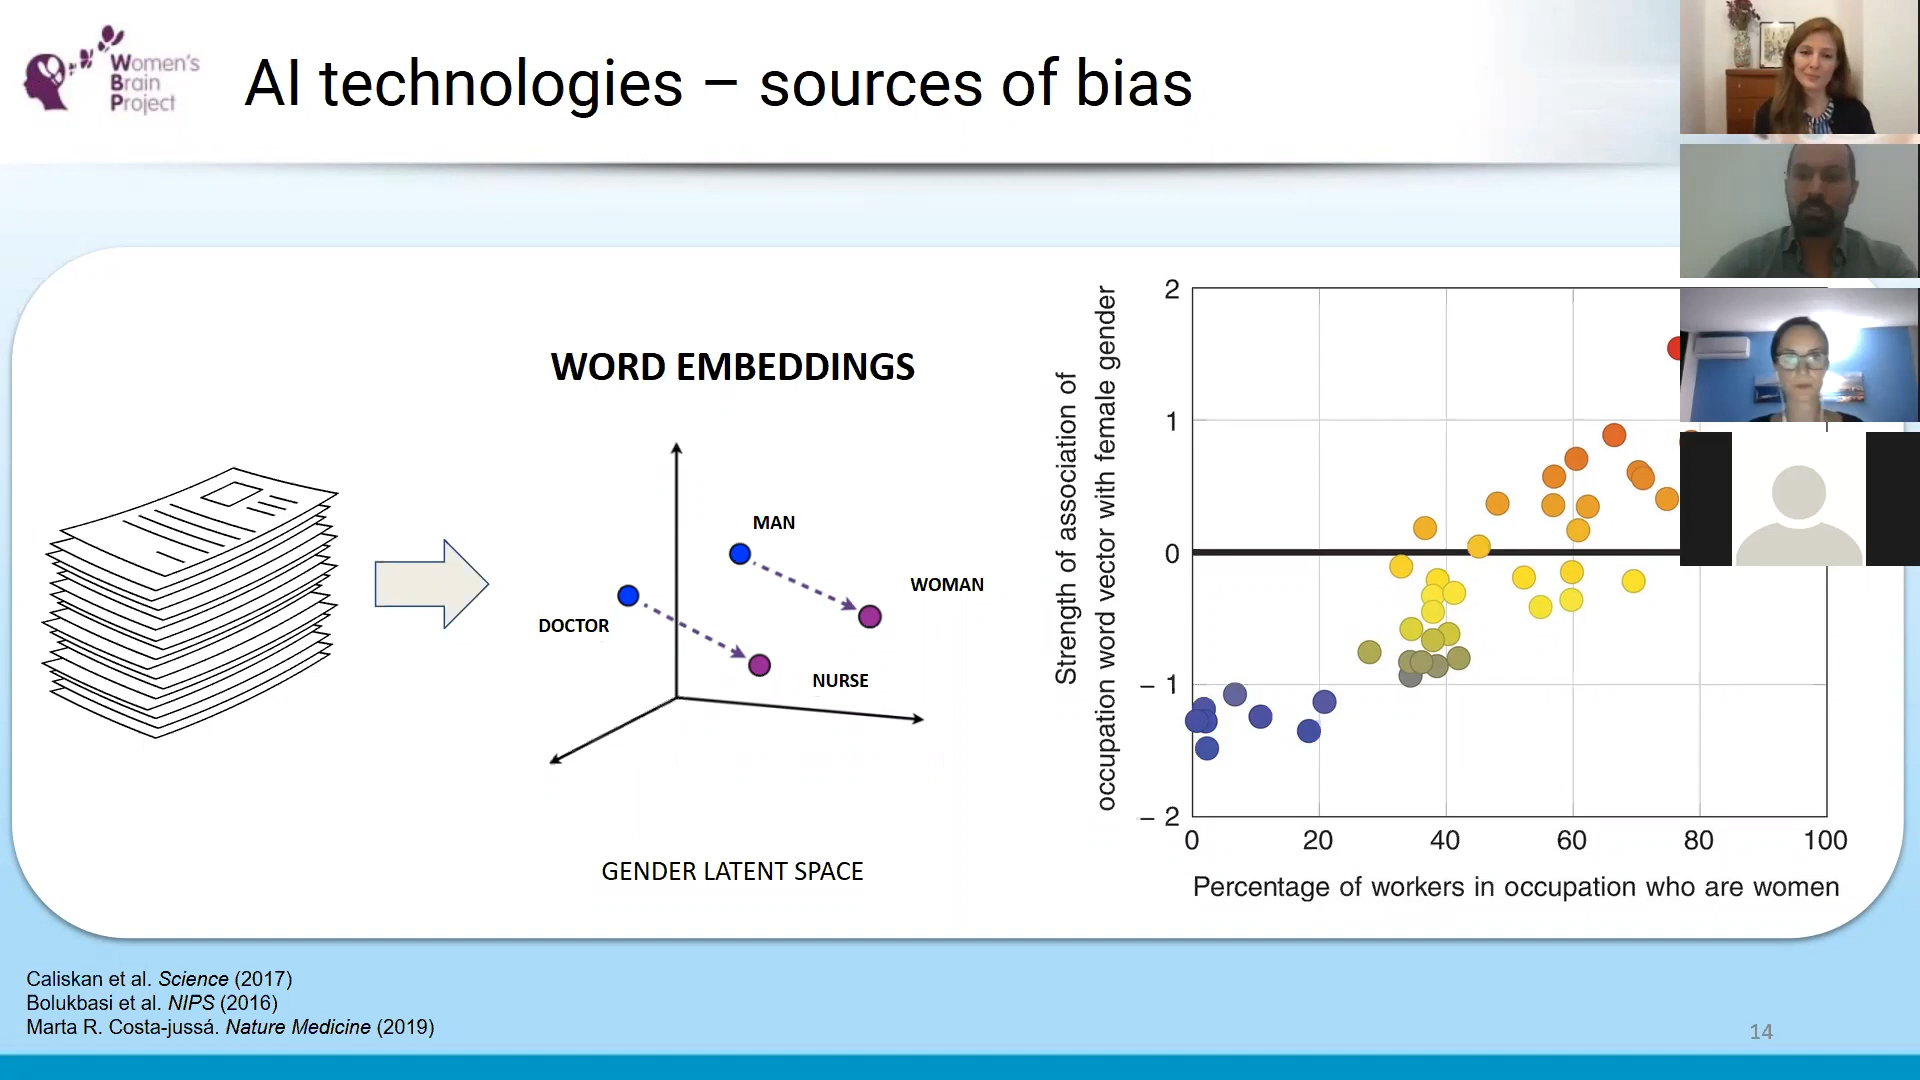 Women's
Brain
Project
AI technologies – sources of bias
WORD EMBEDDINGS
MAN
WOMAN
DOCTOR
NURSE
GENDER LATENT SPACE
Strength of association of
occupation word vector with female gender
2
1
0
– 1
– 2
0 20 40 60 80 100
Percentage of workers in occupation who are women
Caliskan et al. Science (2017)
Bolukbasi et al. NIPS (2016)
Marta R. Costa-jussá. Nature Medicine (2019)
14